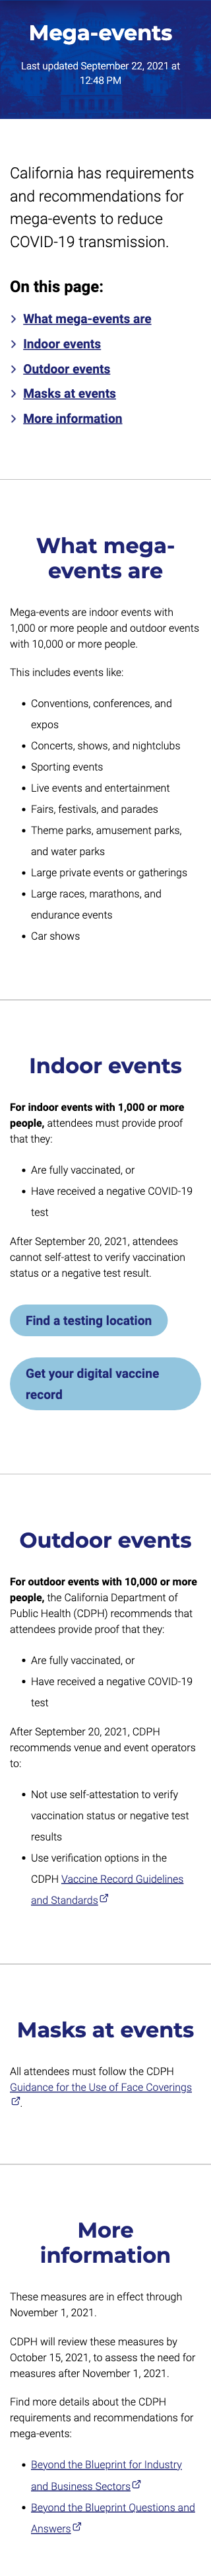 Mega-events
Last updated September 22, 2021 at
12:48 PM
California has requirements
and recommendations for
mega-events to reduce
COVID-19 transmission.
On this page:
What mega-events are
Indoor events
Outdoor events
Masks at events
More information
What mega-
events are
Mega-events are indoor events with
1,000 or more people and outdoor events
with 10,000 or more people.
This includes events like:
• Conventions, conferences, and
expos
• Concerts, shows, and nightclubs
• Sporting events
• Live events and entertainment
• Fairs, festivals, and parades
• Theme parks, amusement parks,
and water parks
• Large private events or gatherings
• Large races, marathons, and
endurance events
• Car shows
Indoor events
For indoor events with 1,000 or more
people, attendees must provide proof
that they:
• Are fully vaccinated, or
• Have received a negative COVID-19
test
After September 20, 2021, attendees
cannot self-attest to verify vaccination
status or a negative test result.
Find a testing location
Get your digital vaccine
record
Outdoor events
For outdoor events with 10,000 or more
people, the California Department of
Public Health (CDPH) recommends that
attendees provide proof that they:
• Are fully vaccinated, or
• Have received a negative COVID-19
test
After September 20, 2021, CDPH
recommends venue and event operators
to:
• Not use self-attestation to verify
vaccination status or negative test
results
• Use verification options in the
CDPH Vaccine Record Guidelines
and Standards
Masks at events
All attendees must follow the CDPH
Guidance for the Use of Face Coverings
.
More
information
These measures are in effect through
November 1, 2021.
CDPH will review these measures by
October 15, 2021, to assess the need for
measures after November 1, 2021.
Find more details about the CDPH
requirements and recommendations for
mega-events:
• Beyond the Blueprint for Industry
and Business Sectors
• Beyond the Blueprint Questions and
Answers